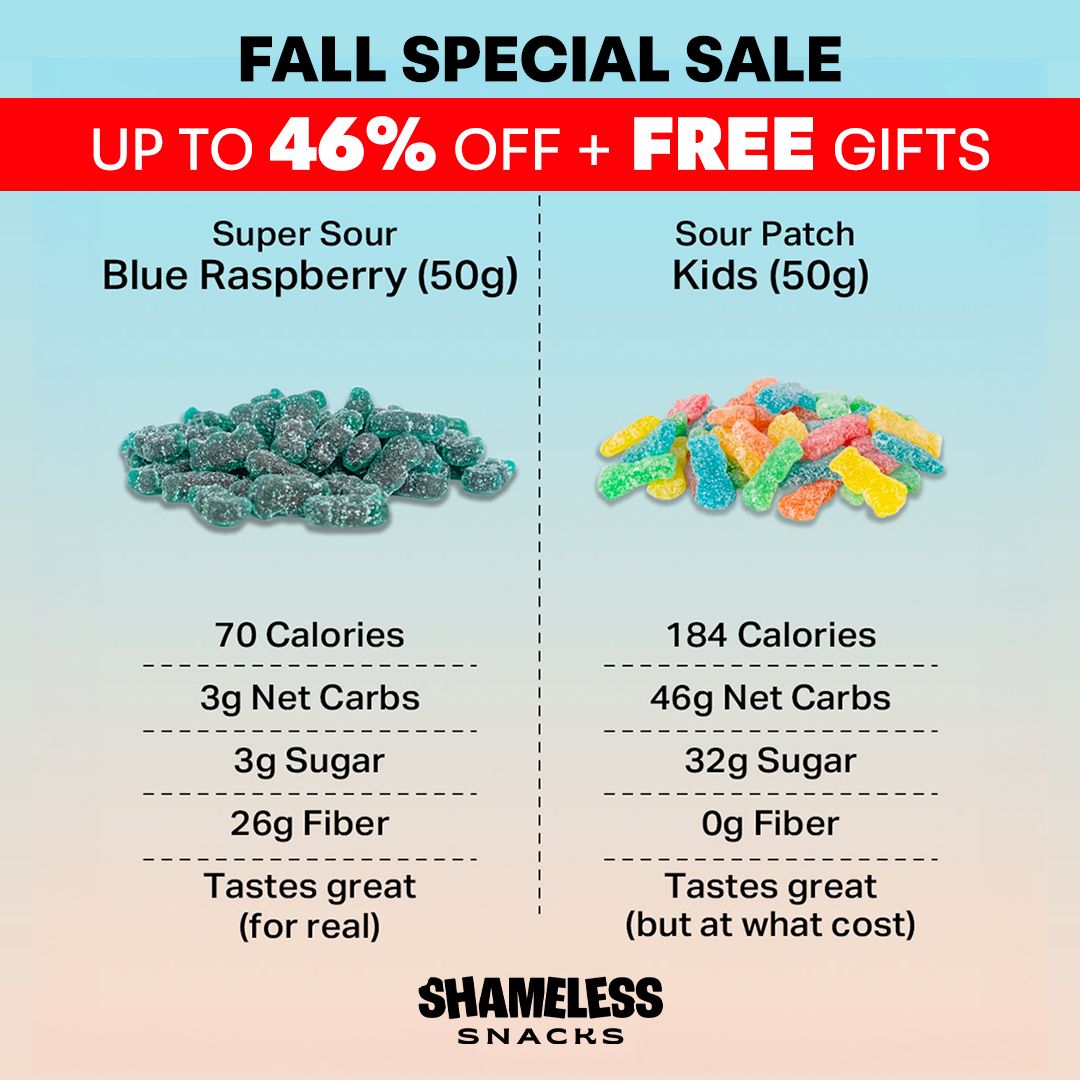 FALL SPECIAL SALE
UP TO 46% OFF + FREE GIFTS
Super Sour
Blue Raspberry (50g)
70 Calories
3g Net Carbs
3g Sugar
26g Fiber
Tastes great
(for real)
Sour Patch
Kids (50g)
184 Calories
46g Net Carbs
32g Sugar
0g Fiber
Tastes great
(but at what cost)
SHAMELESS
SNACKS